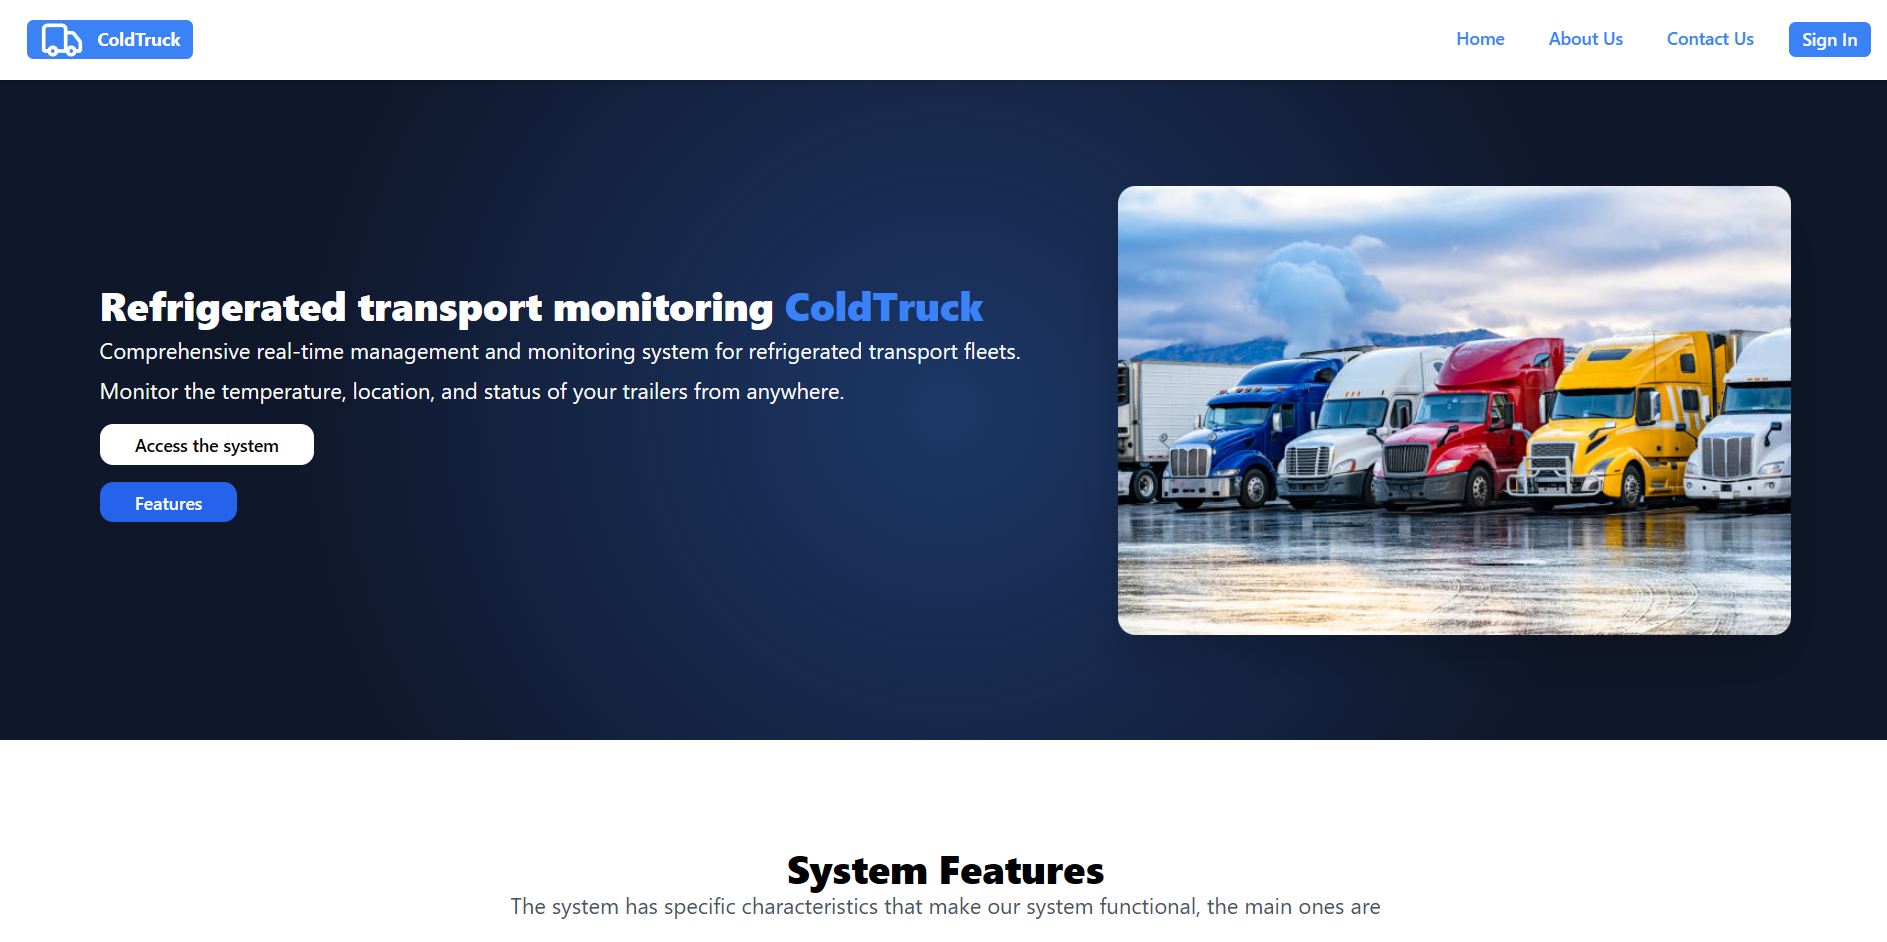 ColdTruck
Home
About Us
Contact Us
Sign In
Refrigerated transport monitoring ColdTruck
Comprehensive real-time management and monitoring system for refrigerated transport fleets.
Monitor the temperature, location, and status of your trailers from anywhere.
Access the system
Features
System Features
The system has specific characteristics that make our system functional, the main ones are